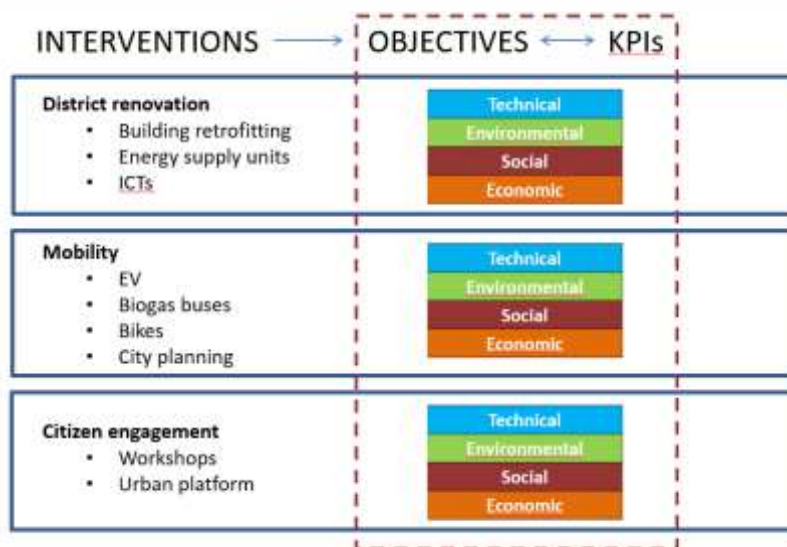 INTERVENTIONS OBJECTIVES KPIs
District renovation
• Building retrofitting
• Energy supply units
• ICTs
Technical
Environmental
Social
Economic
Mobility
• EV
• Biogas buses
• Bikes
• City planning
Technical
Environmental
Social
Economic
Citizen engagement
• Workshops
• Urban platform
Technical
Environmental
Social
Economic